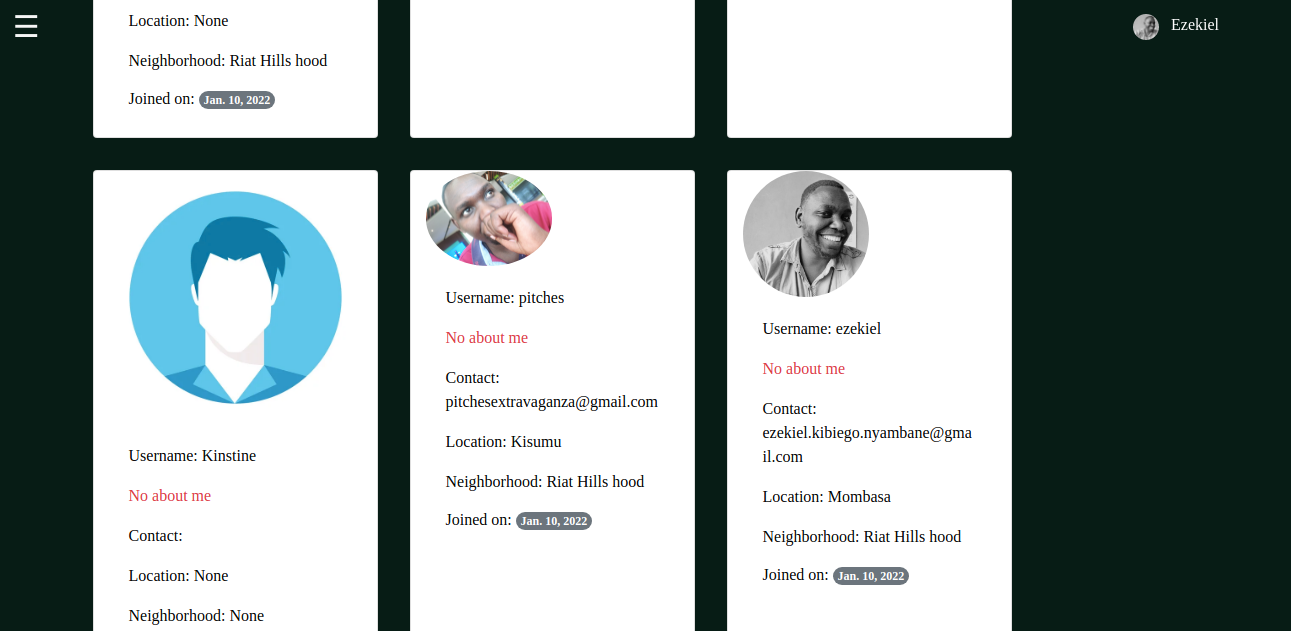 ☰
Ezekiel
Location: None
Neighborhood: Riat Hills hood
Joined on: Jan. 10, 2022
Username: Kinstine
No about me
Contact:
Location: None
Neighborhood: None
Username: pitches
No about me
Contact:
pitchesextravaganza@gmail.com
Location: Kisumu
Neighborhood: Riat Hills hood
Joined on: Jan. 10, 2022
Username: ezekiel
No about me
Contact:
ezekiel.kibiego.nyambane@gma
il.com
Location: Mombasa
Neighborhood: Riat Hills hood
Joined on: Jan. 10, 2022